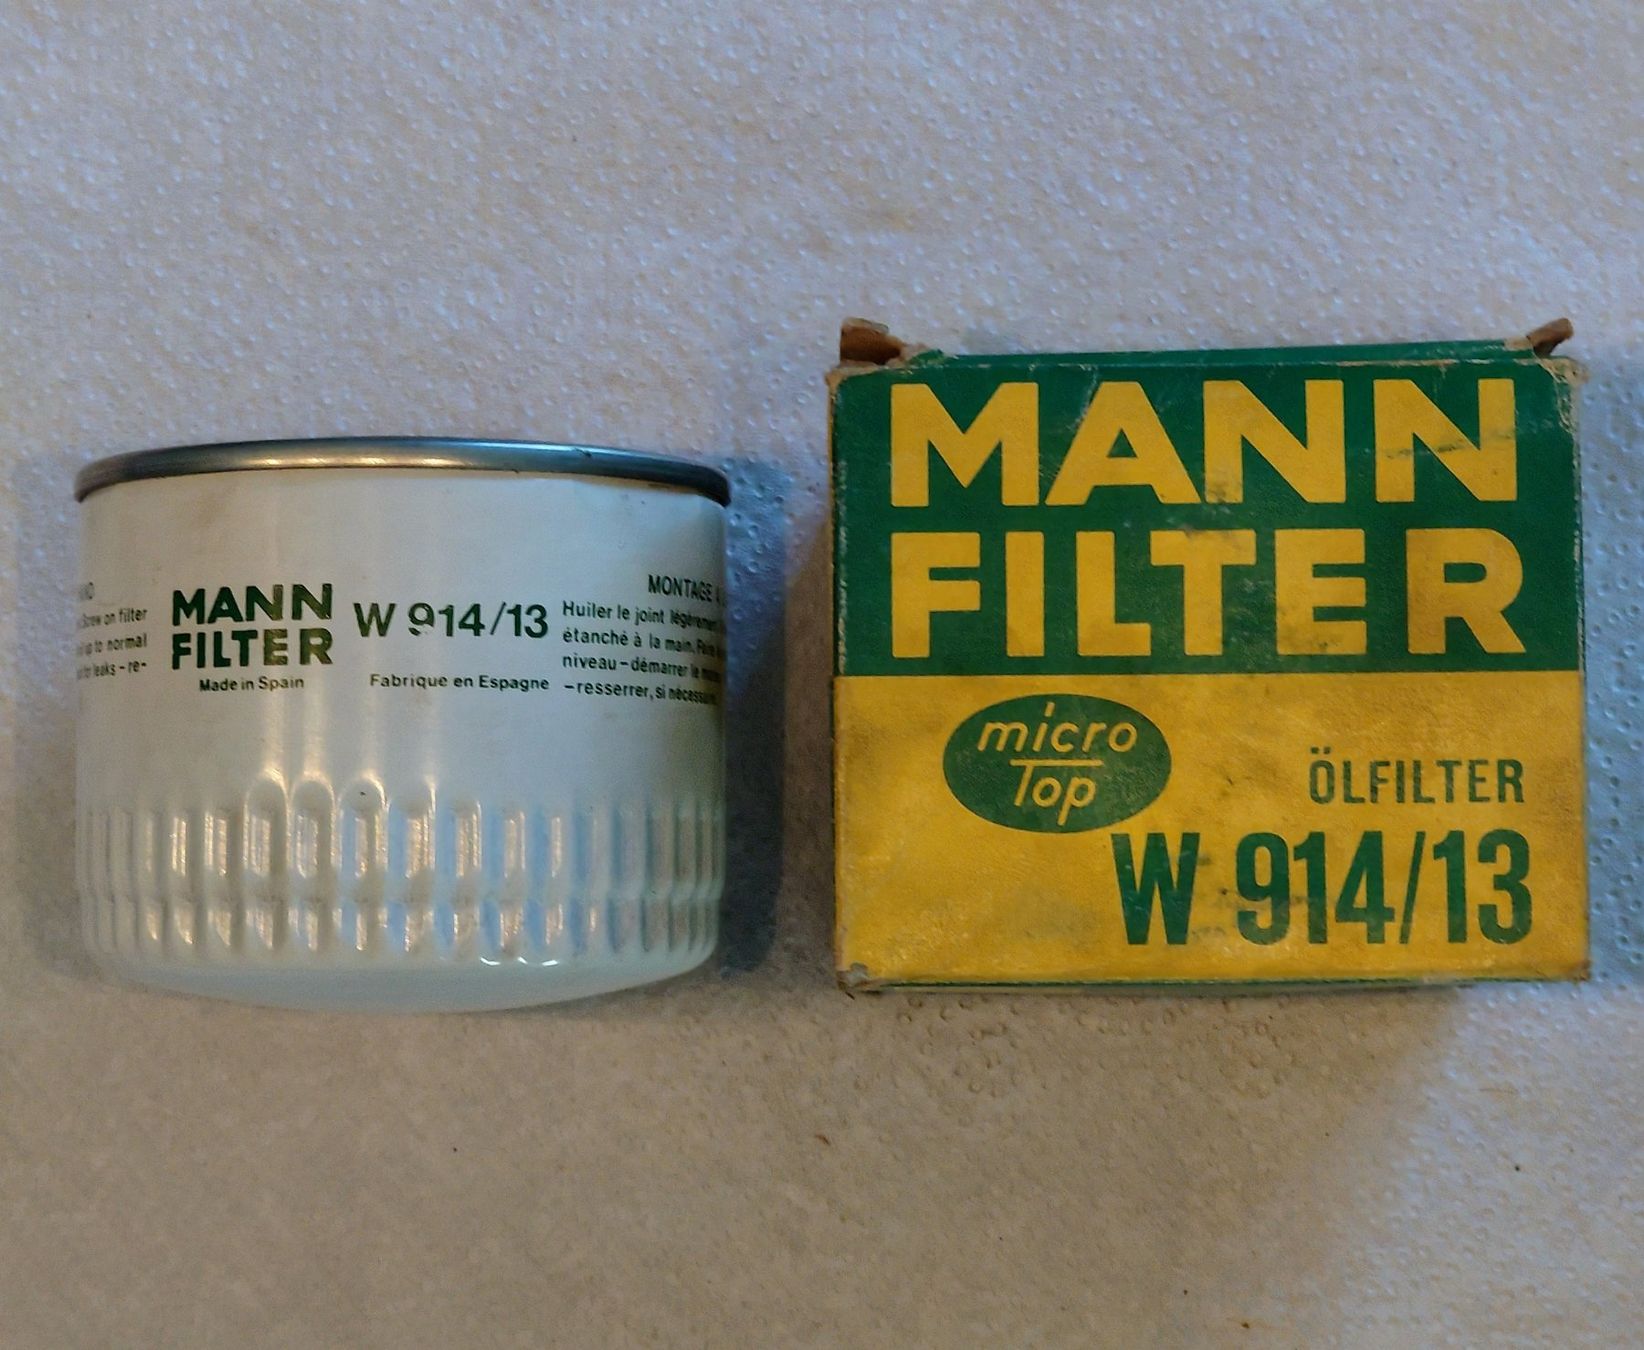 Screw on filter
up to normal
for leaks – re-
MANN
FILTER
Made in Spain
W 914/13
Fabrique en Espagne
MONTAGE
Huiler le joint légèrement
étanché à la main. Faire
niveau – démarrer le
– resserrer, si nécessaire
MANN
FILTER
micro
Top
ÖLFILTER
W 914/13